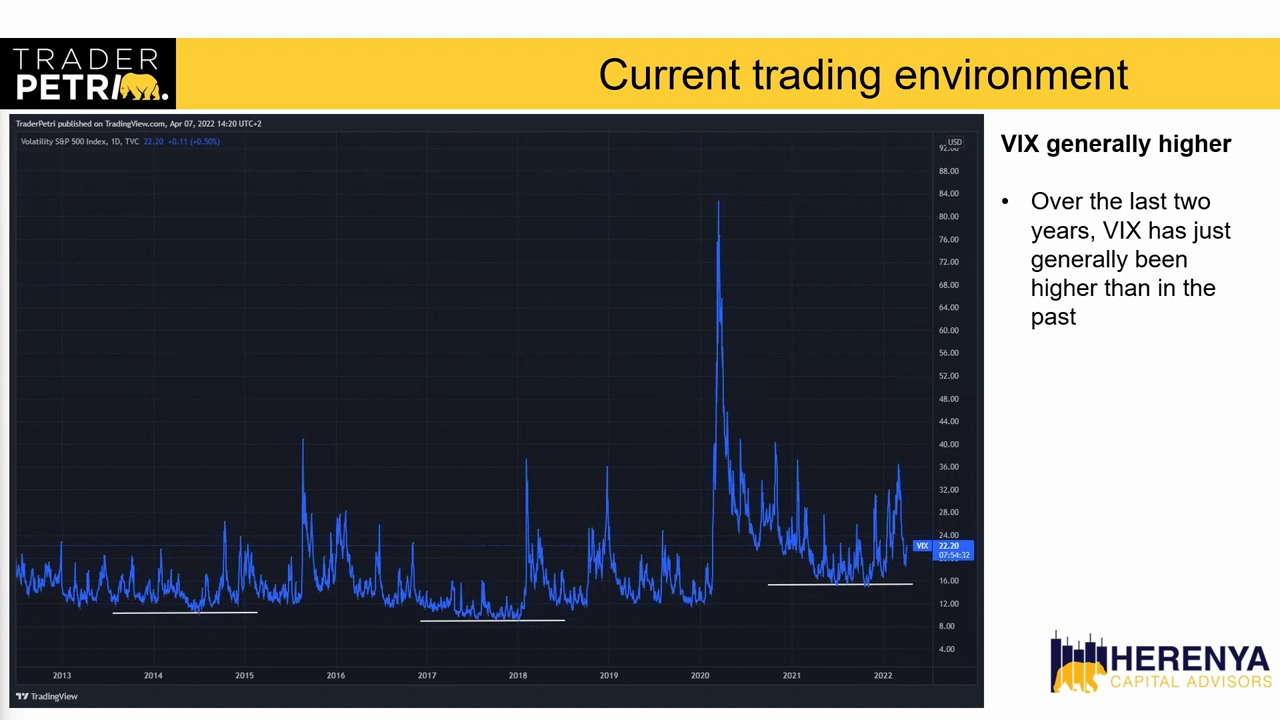 TRADER
PETRI.
Current trading environment
TraderPetri published on TradingView.com, Apr 07, 2022 14:20 UTC+2
Volatility S&P 500 Index, 1D, TVC 22.20 +0.11 (+0.50%)
USD
92.00
88.00
84.00
80.00
76.00
72.00
68.00
64.00
60.00
56.00
52.00
48.00
44.00
40.00
36.00
32.00
28.00
24.00
VIX 22.20
07:54:32
16.00
12.00
8.00
4.00
2013 2014 2015 2016 2017 2018 2019 2020 2021 2022
TradingView
VIX generally higher
• Over the last two
years, VIX has just
generally been
higher than in the
past
HERENYA
CAPITAL ADVISORS